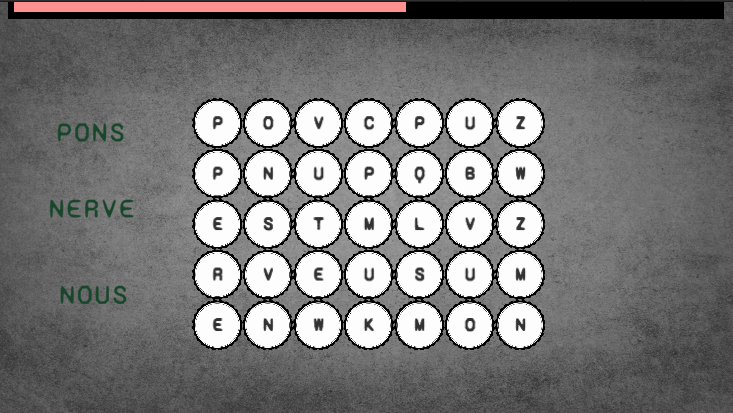 PONS
NERVE
NOUS
P O V C P U Z
P N U P Q B W
E S T M L V Z
R V E U S U M
E N W K M O N